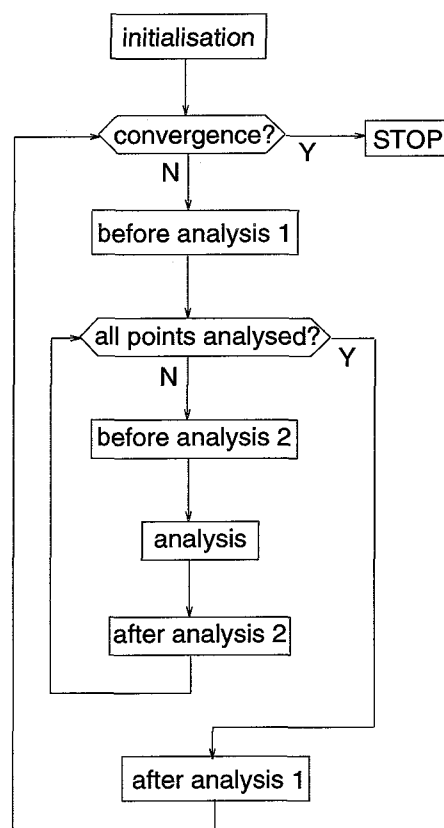 initialisation
convergence?
Y
STOP
N
before analysis 1
all points analysed?
Y
N
before analysis 2
analysis
after analysis 2
after analysis 1